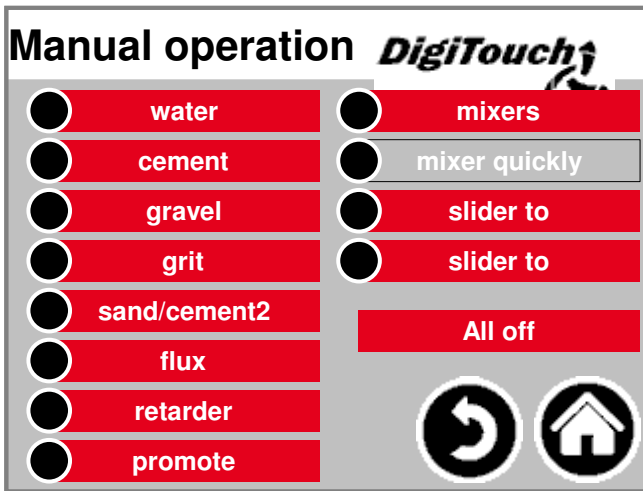 Manual operation
DigiTouch
water
cement
gravel
grit
sand/cement2
flux
retarder
promote
mixers
mixer quickly
slider to
slider to
All off